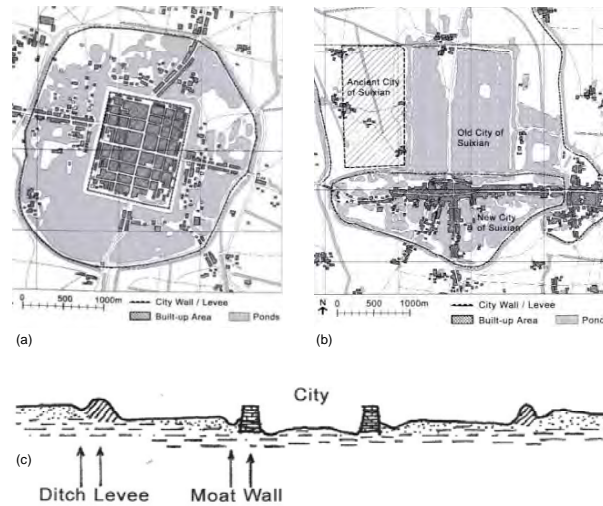 Ancient City
of Suixian
Old City of
Suixian
New City
of Suixian
0 500 1000m
City Wall / Levee
Built-up Area
Ponds
(a)
N
0 500 1000m
City Wall / Levee
Built-up Area
Pond
(b)
City
(c)
Ditch Levee
Moat Wall